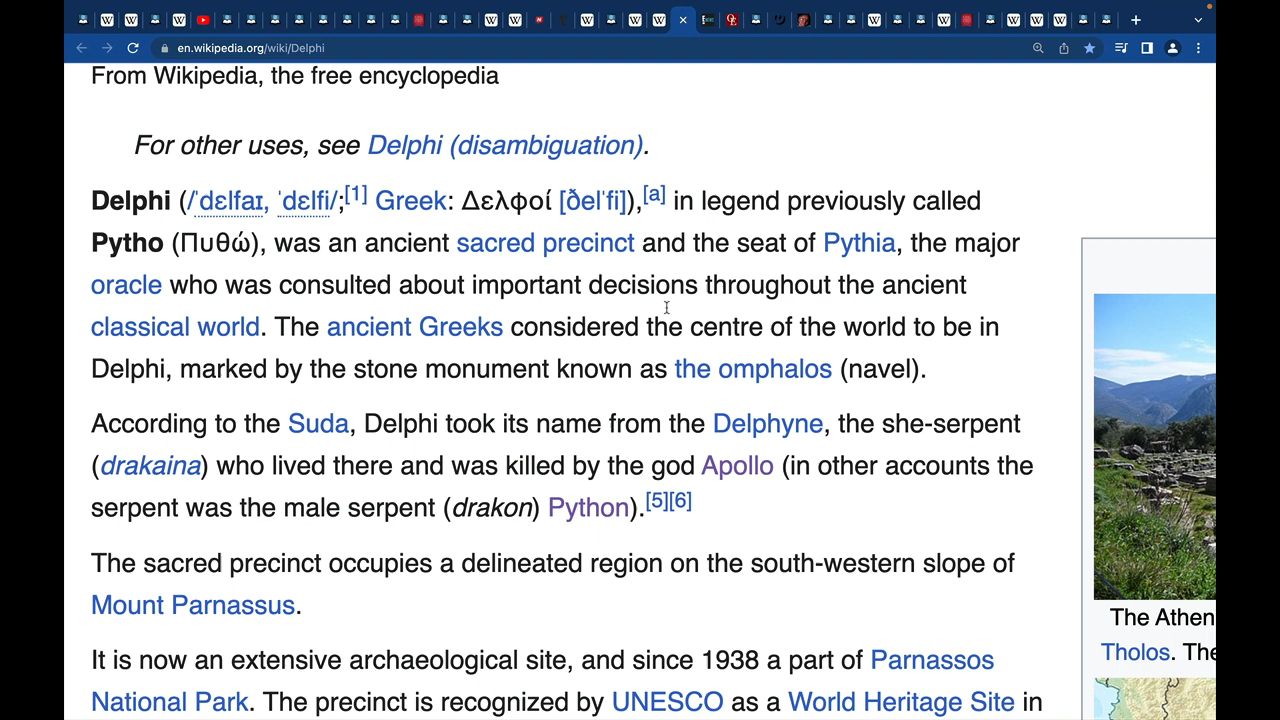 en.wikipedia.org/wiki/Delphi
From Wikipedia, the free encyclopedia
For other uses, see Delphi (disambiguation).
Delphi (/ˈdɛlfaɪ, ˈdɛlfi/;[1] Greek: Δελφοί [ðelˈfi]),[a] in legend previously called
Pytho (Πυθώ), was an ancient sacred precinct and the seat of Pythia, the major
oracle who was consulted about important decisions throughout the ancient
classical world. The ancient Greeks considered the centre of the world to be in
Delphi, marked by the stone monument known as the omphalos (navel).
According to the Suda, Delphi took its name from the Delphyne, the she-serpent
(drakaina) who lived there and was killed by the god Apollo (in other accounts the
serpent was the male serpent (drakon) Python).[5][6]
The sacred precinct occupies a delineated region on the south-western slope of
Mount Parnassus.
It is now an extensive archaeological site, and since 1938 a part of Parnassos
National Park. The precinct is recognized by UNESCO as a World Heritage Site in
The Athen
Tholos. The